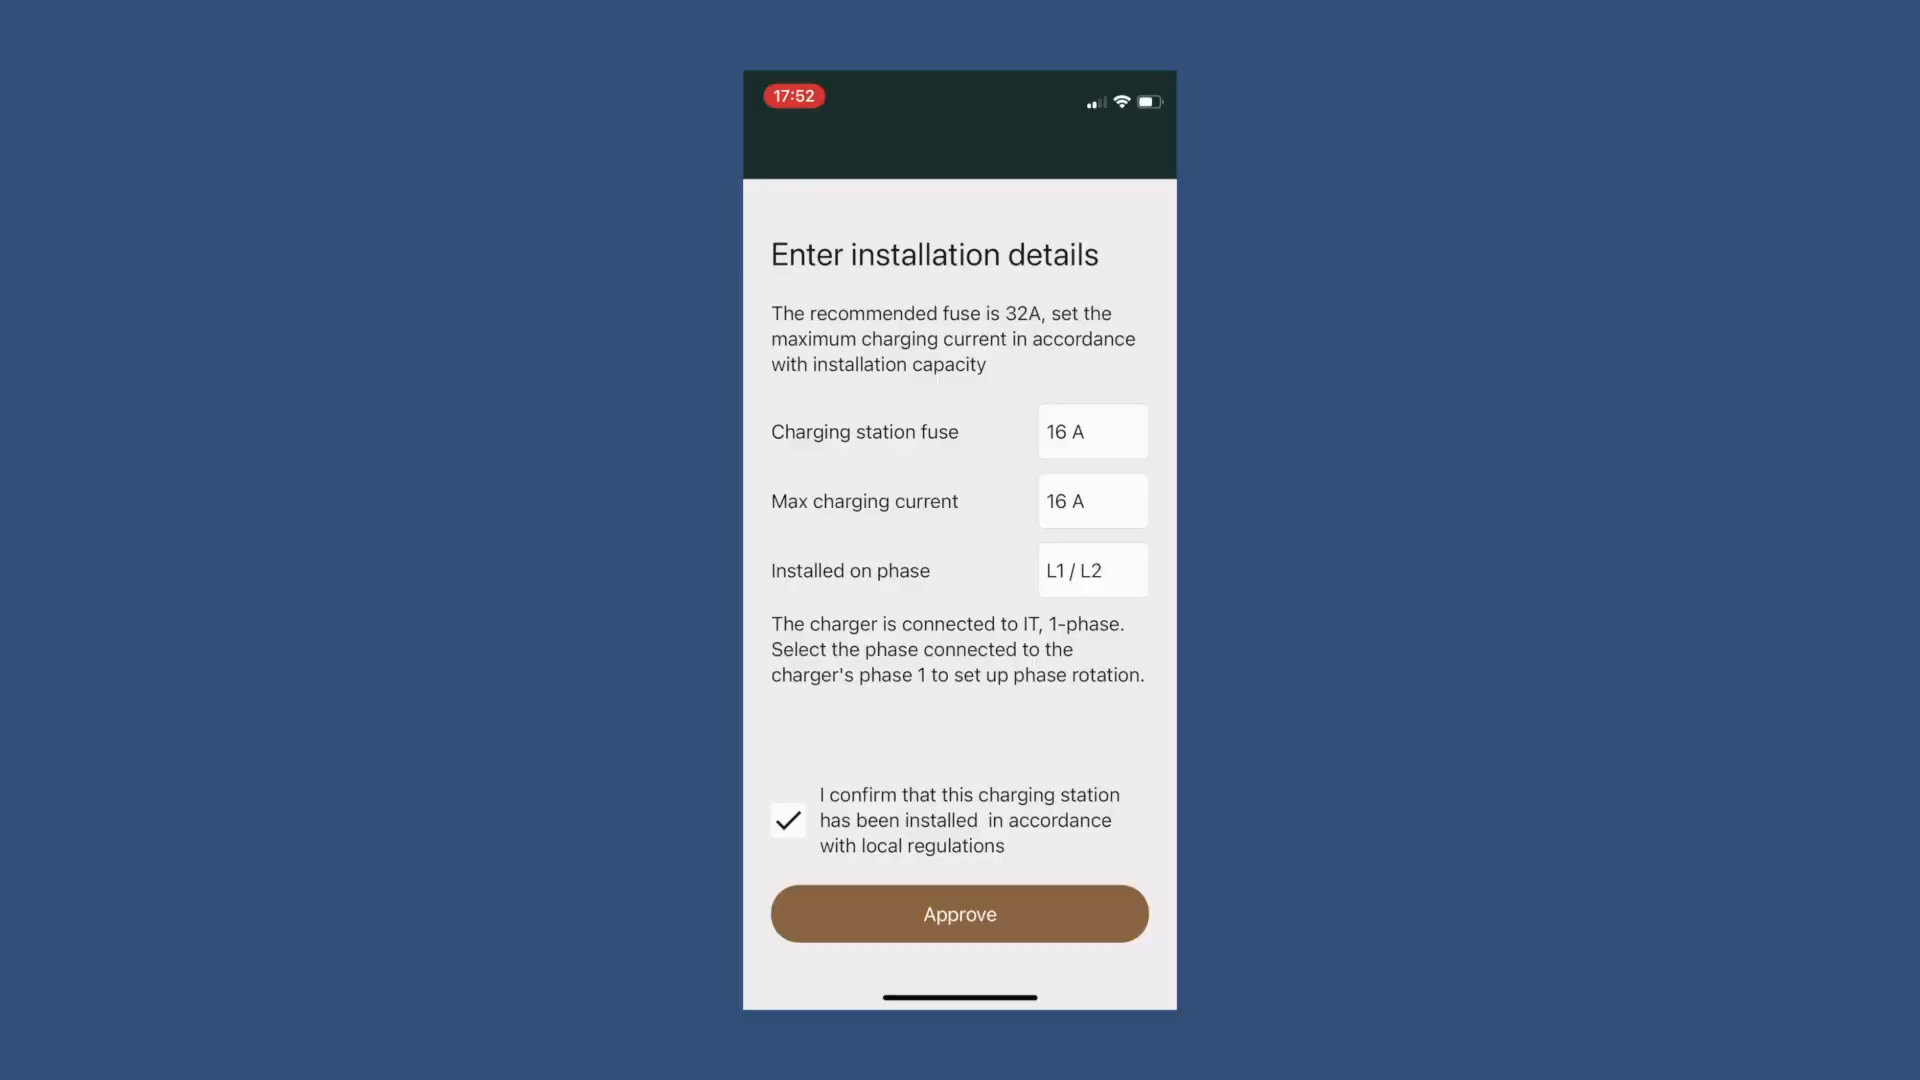 17:52
Enter installation details
The recommended fuse is 32A, set the
maximum charging current in accordance
with installation capacity
Charging station fuse
16 A
Max charging current
16 A
Installed on phase
L1 / L2
The charger is connected to IT, 1-phase.
Select the phase connected to the
charger's phase 1 to set up phase rotation.
I confirm that this charging station
has been installed  in accordance
with local regulations
Approve